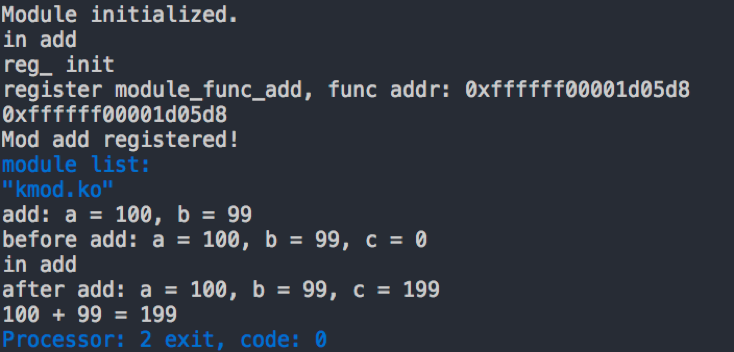 Module initialized.
in add
reg_ init
register module_func_add, func addr: 0xffffff00001d05d8
0xffffff00001d05d8
Mod add registered!
module list:
"kmod.ko"
add: a = 100, b = 99
before add: a = 100, b = 99, c = 0
in add
after add: a = 100, b = 99, c = 199
100 + 99 = 199
Processor: 2 exit, code: 0